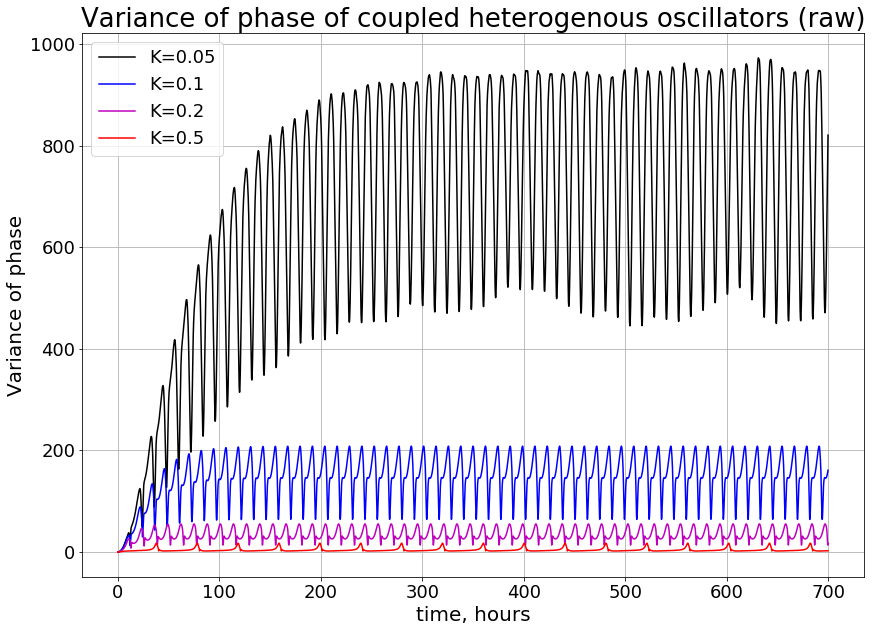 Variance of phase of coupled heterogenous oscillators (raw)
K=0.05
K=0.1
K=0.2
K=0.5
Variance of phase
1000
800
600
400
200
0
0 100 200 300 400 500 600 700
time, hours